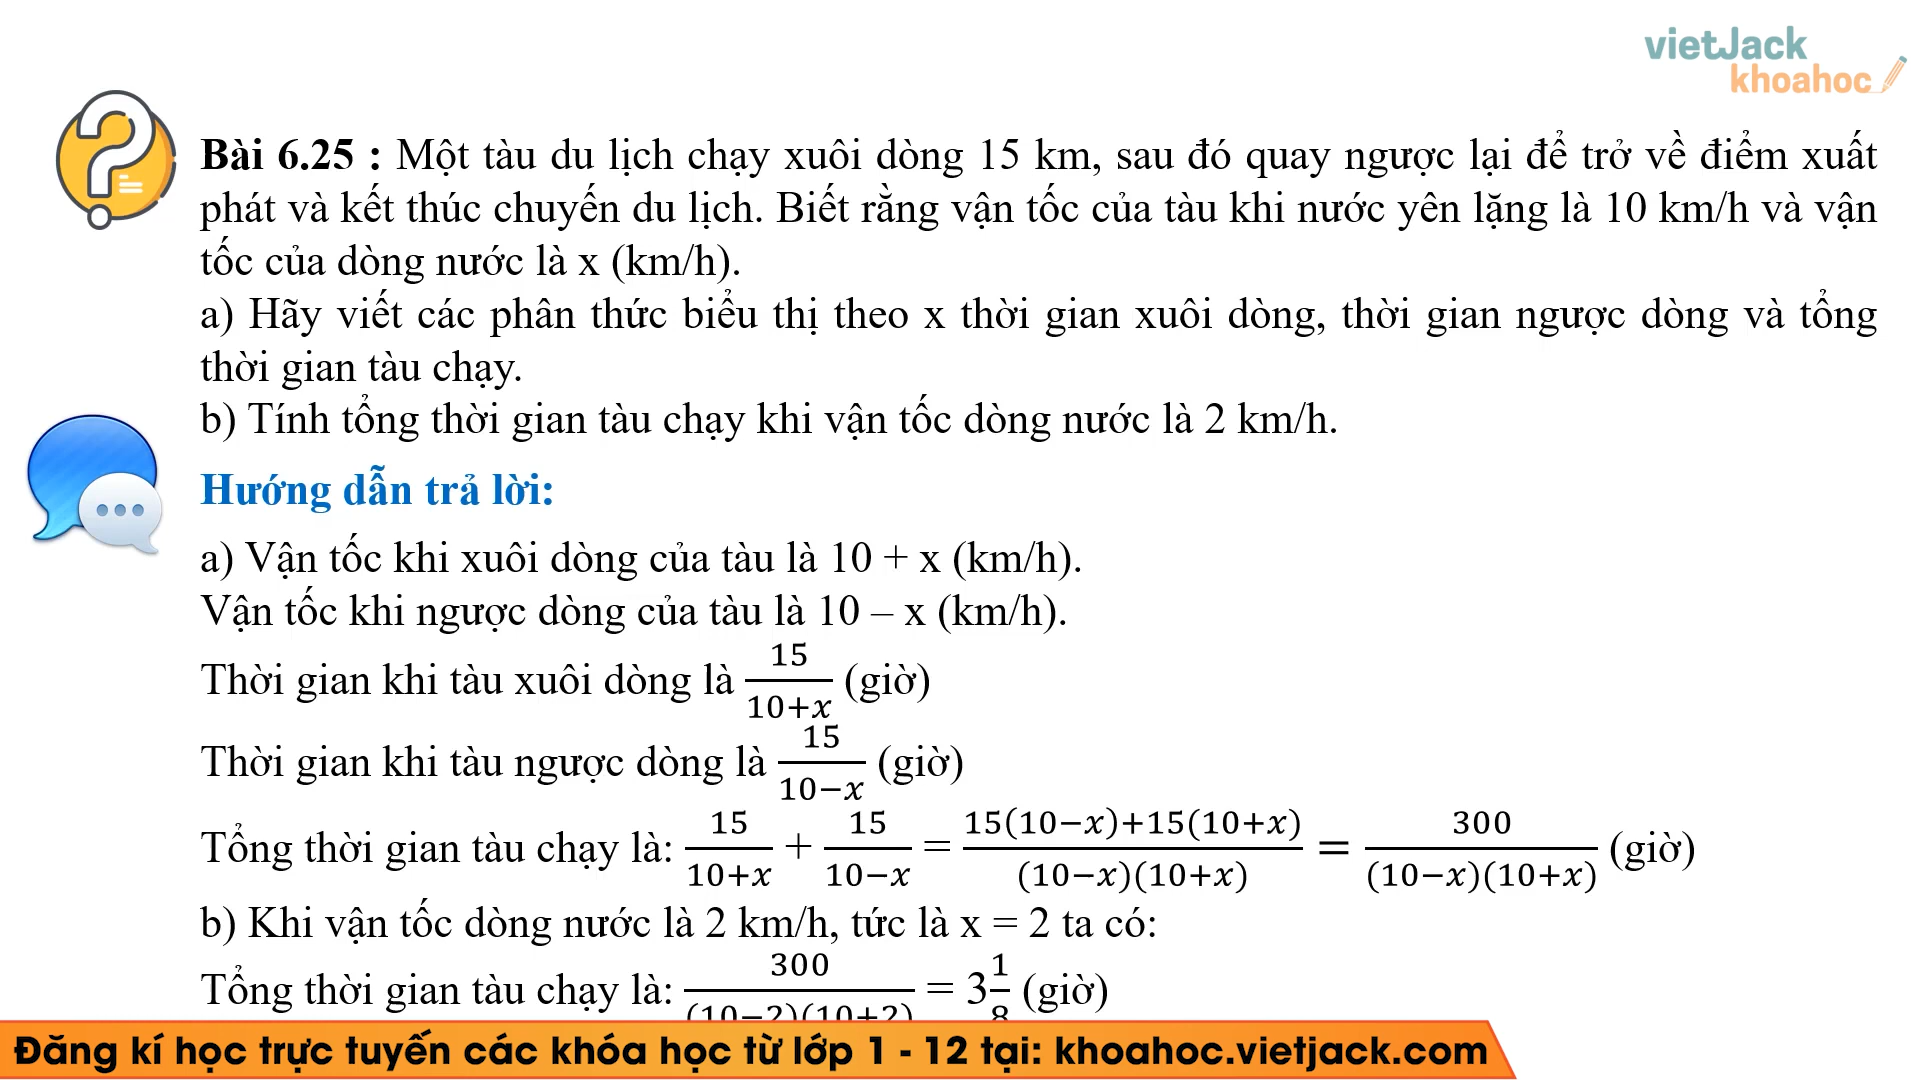 vietJack
khoahoc
Bài 6.25 : Một tàu du lịch chạy xuôi dòng 15 km, sau đó quay ngược lại để trở về điểm xuất
phát và kết thúc chuyến du lịch. Biết rằng vận tốc của tàu khi nước yên lặng là 10 km/h và vận
tốc của dòng nước là x (km/h).
a) Hãy viết các phân thức biểu thị theo x thời gian xuôi dòng, thời gian ngược dòng và tổng
thời gian tàu chạy.
b) Tính tổng thời gian tàu chạy khi vận tốc dòng nước là 2 km/h.
Hướng dẫn trả lời:
a) Vận tốc khi xuôi dòng của tàu là 10 + x (km/h).
Vận tốc khi ngược dòng của tàu là 10 – x (km/h).
Thời gian khi tàu xuôi dòng là 15/(10+x) (giờ)
Thời gian khi tàu ngược dòng là 15/(10−x) (giờ)
Tổng thời gian tàu chạy là: 15/(10+x) + 15/(10−x) = (15(10−x)+15(10+x))/((10−x)(10+x)) = 300/((10−x)(10+x)) (giờ)
b) Khi vận tốc dòng nước là 2 km/h, tức là x = 2 ta có:
Tổng thời gian tàu chạy là: 300/((10−2)(10+2)) = 3 1/8 (giờ)
Đăng kí học trực tuyến các khóa học từ lớp 1 - 12 tại: khoahoc.vietjack.com